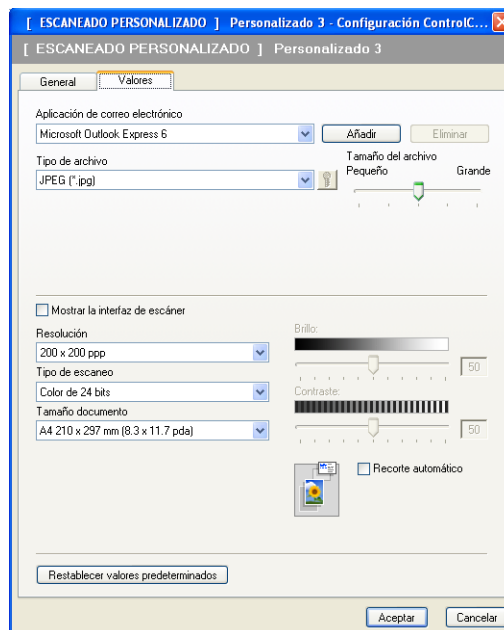 [ ESCANEADO PERSONALIZADO ] Personalizado 3 - Configuración ControlC...
[ ESCANEADO PERSONALIZADO ] Personalizado 3
General Valores
Aplicación de correo electrónico
Microsoft Outlook Express 6 Añadir Eliminar
Tipo de archivo Tamaño del archivo
JPEG (*.jpg) Pequeño Grande
Mostrar la interfaz de escáner
Resolución Brillo:
200 x 200 ppp 50
Tipo de escaneo
Color de 24 bits
Tamaño documento Contraste:
A4 210 x 297 mm (8.3 x 11.7 pda) 50
Recorte automático
Restablecer valores predeterminados
Aceptar Cancelar